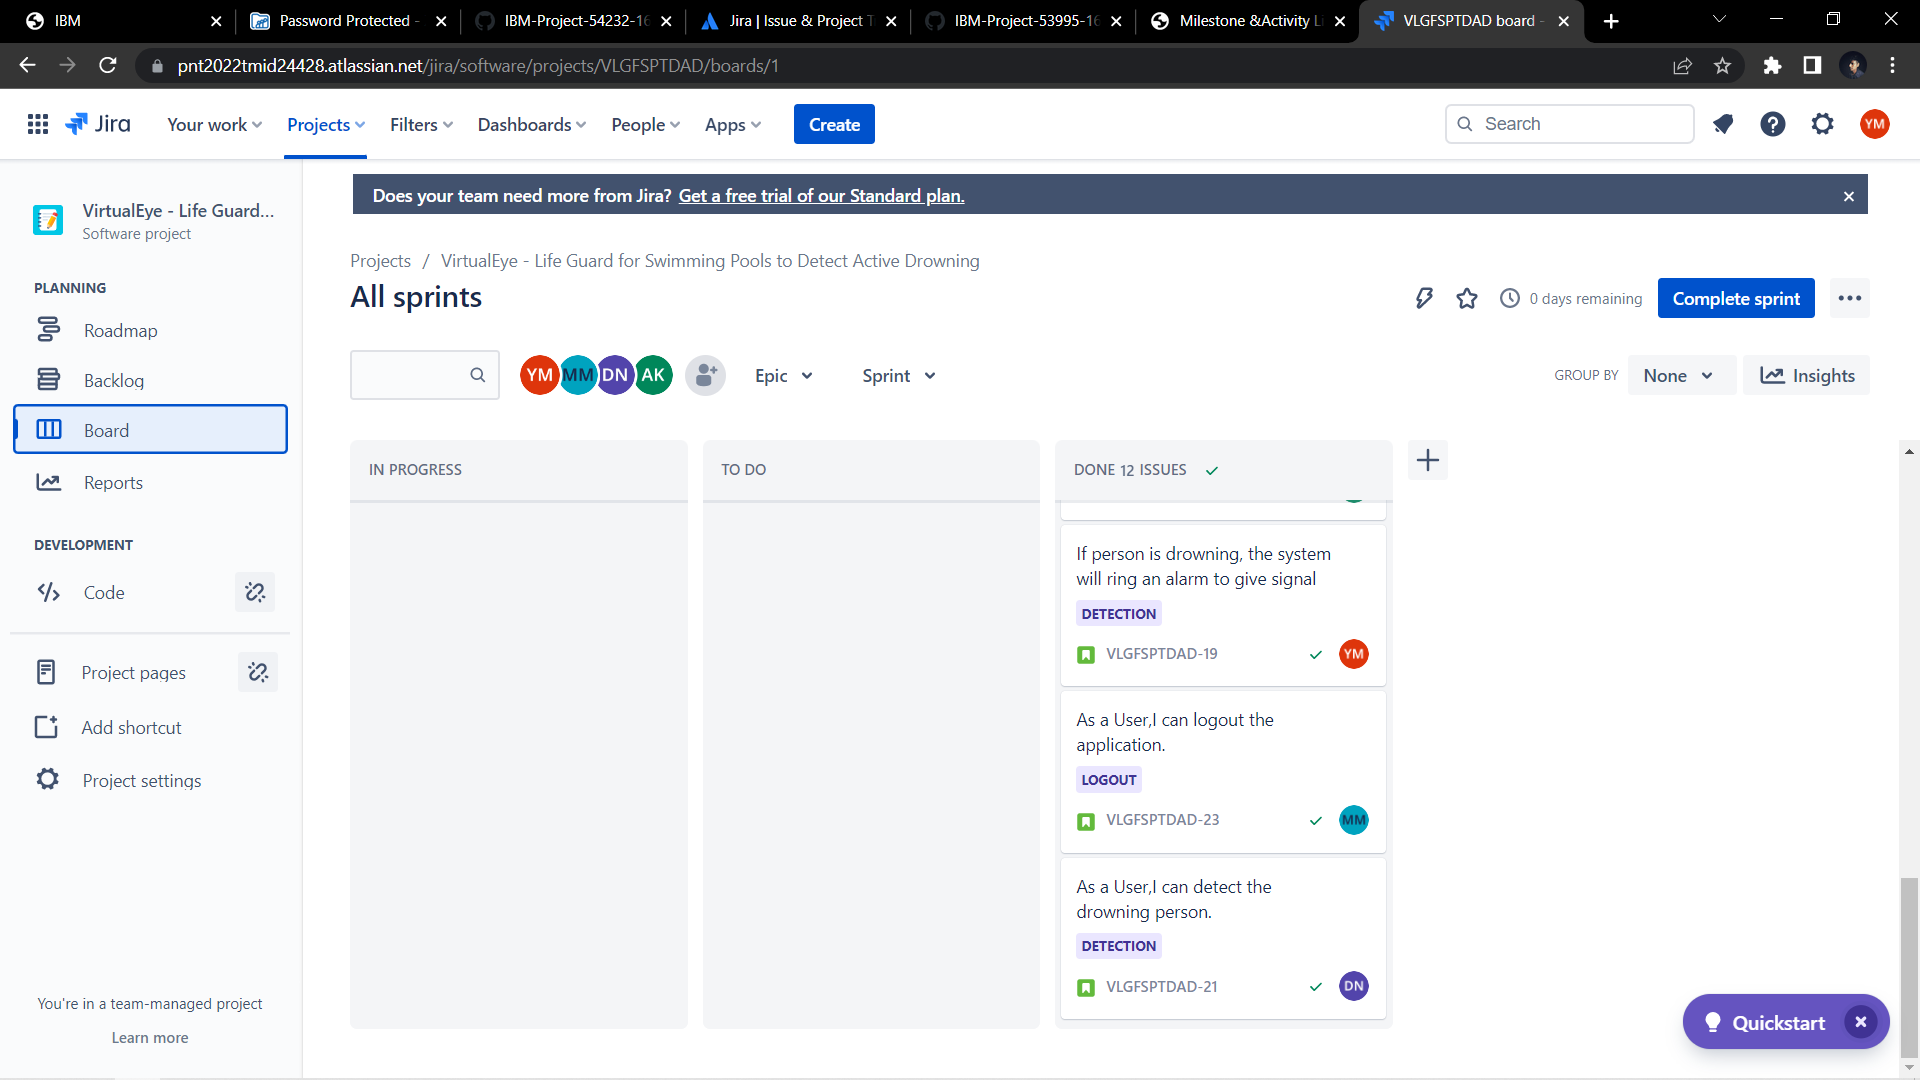 IBM
Password Protected -
IBM-Project-54232-16
Jira | Issue & Project T
IBM-Project-53995-16
Milestone &Activity Li
VLGFSPTDAD board -
pnt2022tmid24428.atlassian.net/jira/software/projects/VLGFSPTDAD/boards/1
Jira
Your work
Projects
Filters
Dashboards
People
Apps
Create
Search
YM
VirtualEye - Life Guard...
Software project
PLANNING
Roadmap
Backlog
Board
Reports
DEVELOPMENT
Code
Project pages
Add shortcut
Project settings
You're in a team-managed project
Learn more
Does your team need more from Jira? Get a free trial of our Standard plan.
Projects / VirtualEye - Life Guard for Swimming Pools to Detect Active Drowning
All sprints
0 days remaining
Complete sprint
YM MM DN AK
Epic
Sprint
GROUP BY
None
Insights
IN PROGRESS
TO DO
DONE 12 ISSUES
If person is drowning, the system
will ring an alarm to give signal
DETECTION
VLGFSPTDAD-19
YM
As a User,I can logout the
application.
LOGOUT
VLGFSPTDAD-23
MM
As a User,I can detect the
drowning person.
DETECTION
VLGFSPTDAD-21
DN
Quickstart